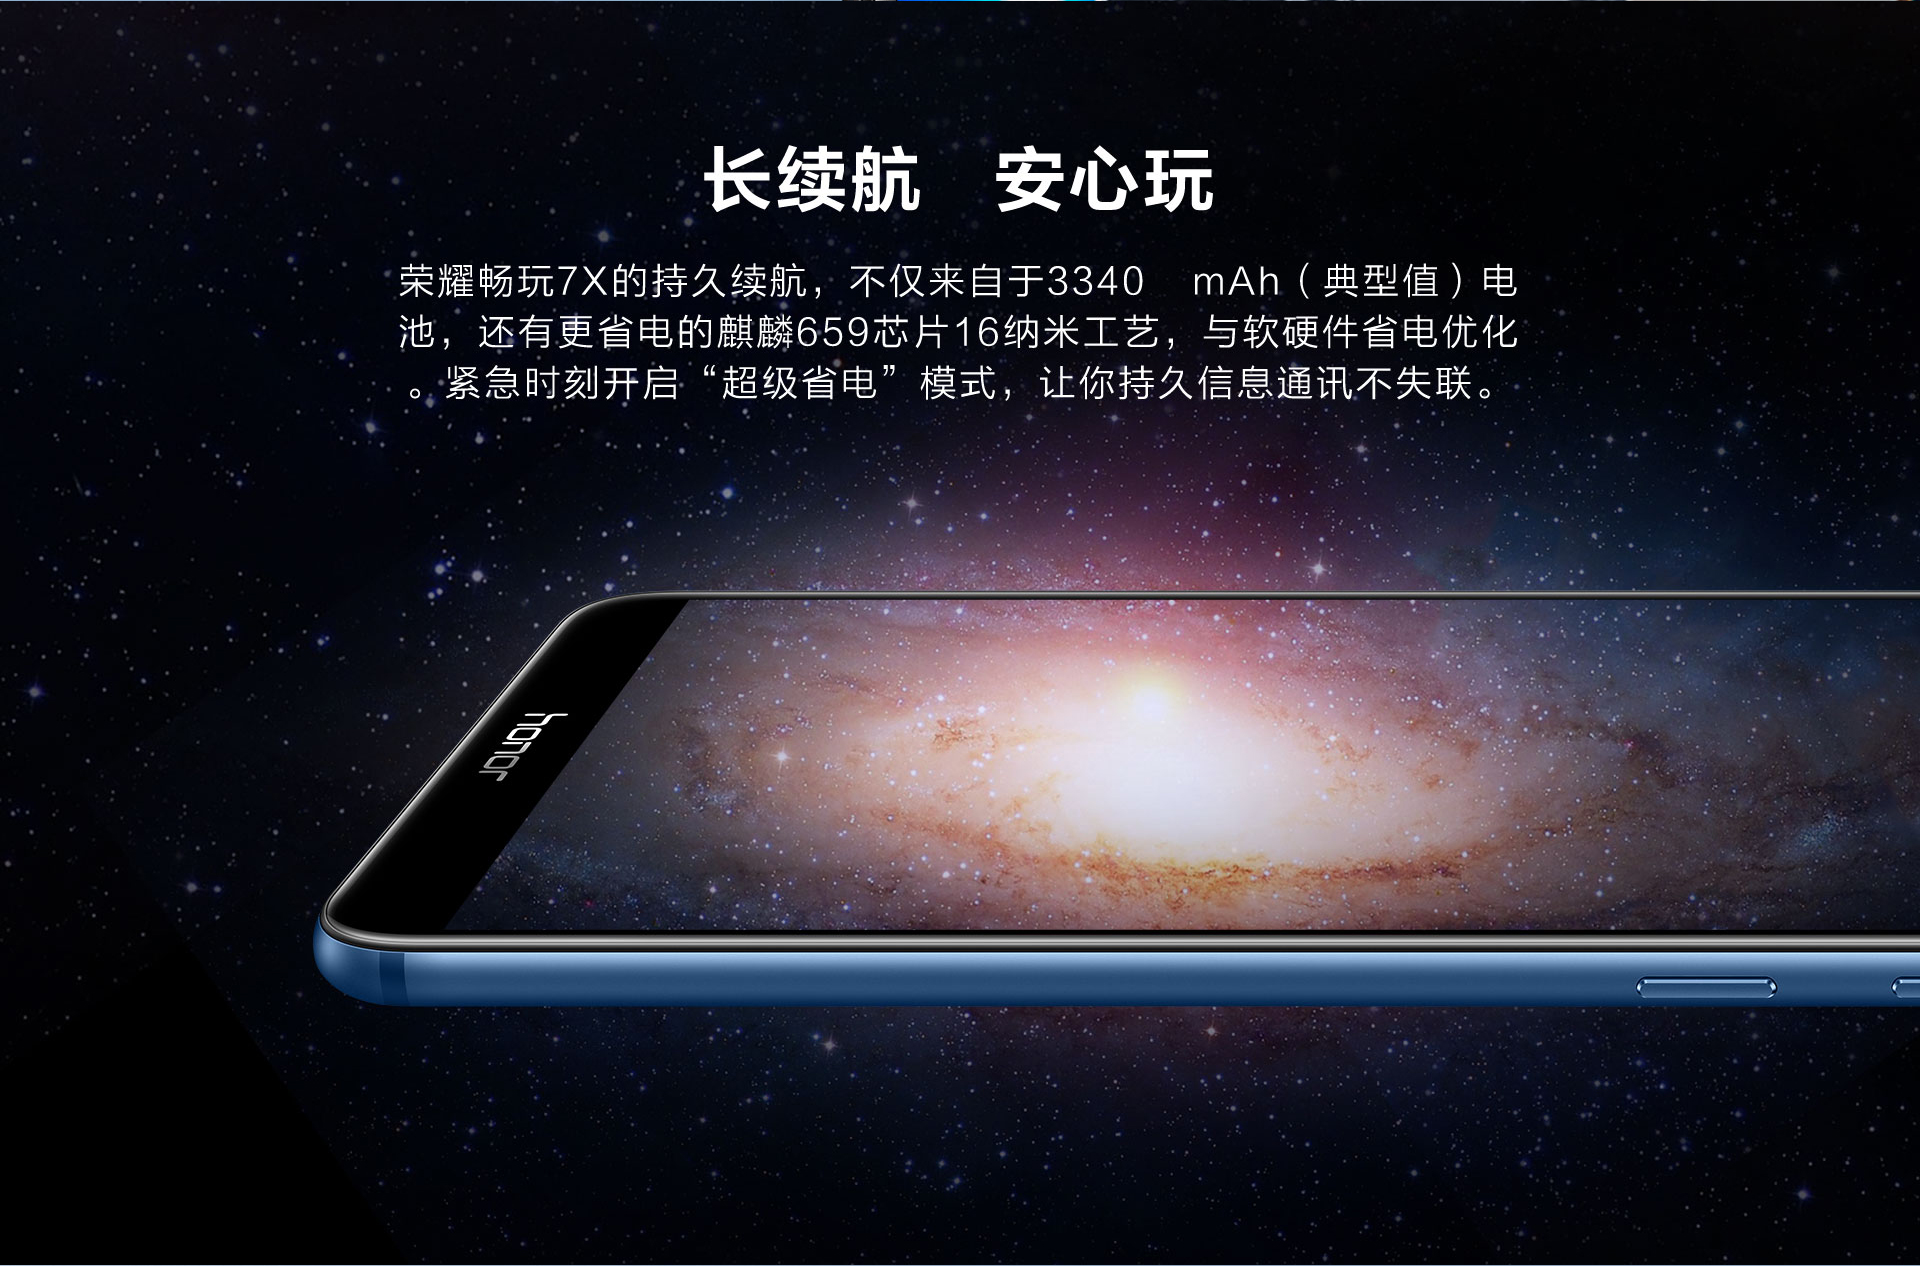 长续航 安心玩
荣耀畅玩7X的持久续航，不仅来自于3340 mAh（典型值）电
池，还有更省电的麒麟659芯片16纳米工艺，与软硬件省电优化
。紧急时刻开启“超级省电”模式，让你持久信息通讯不失联。
honor